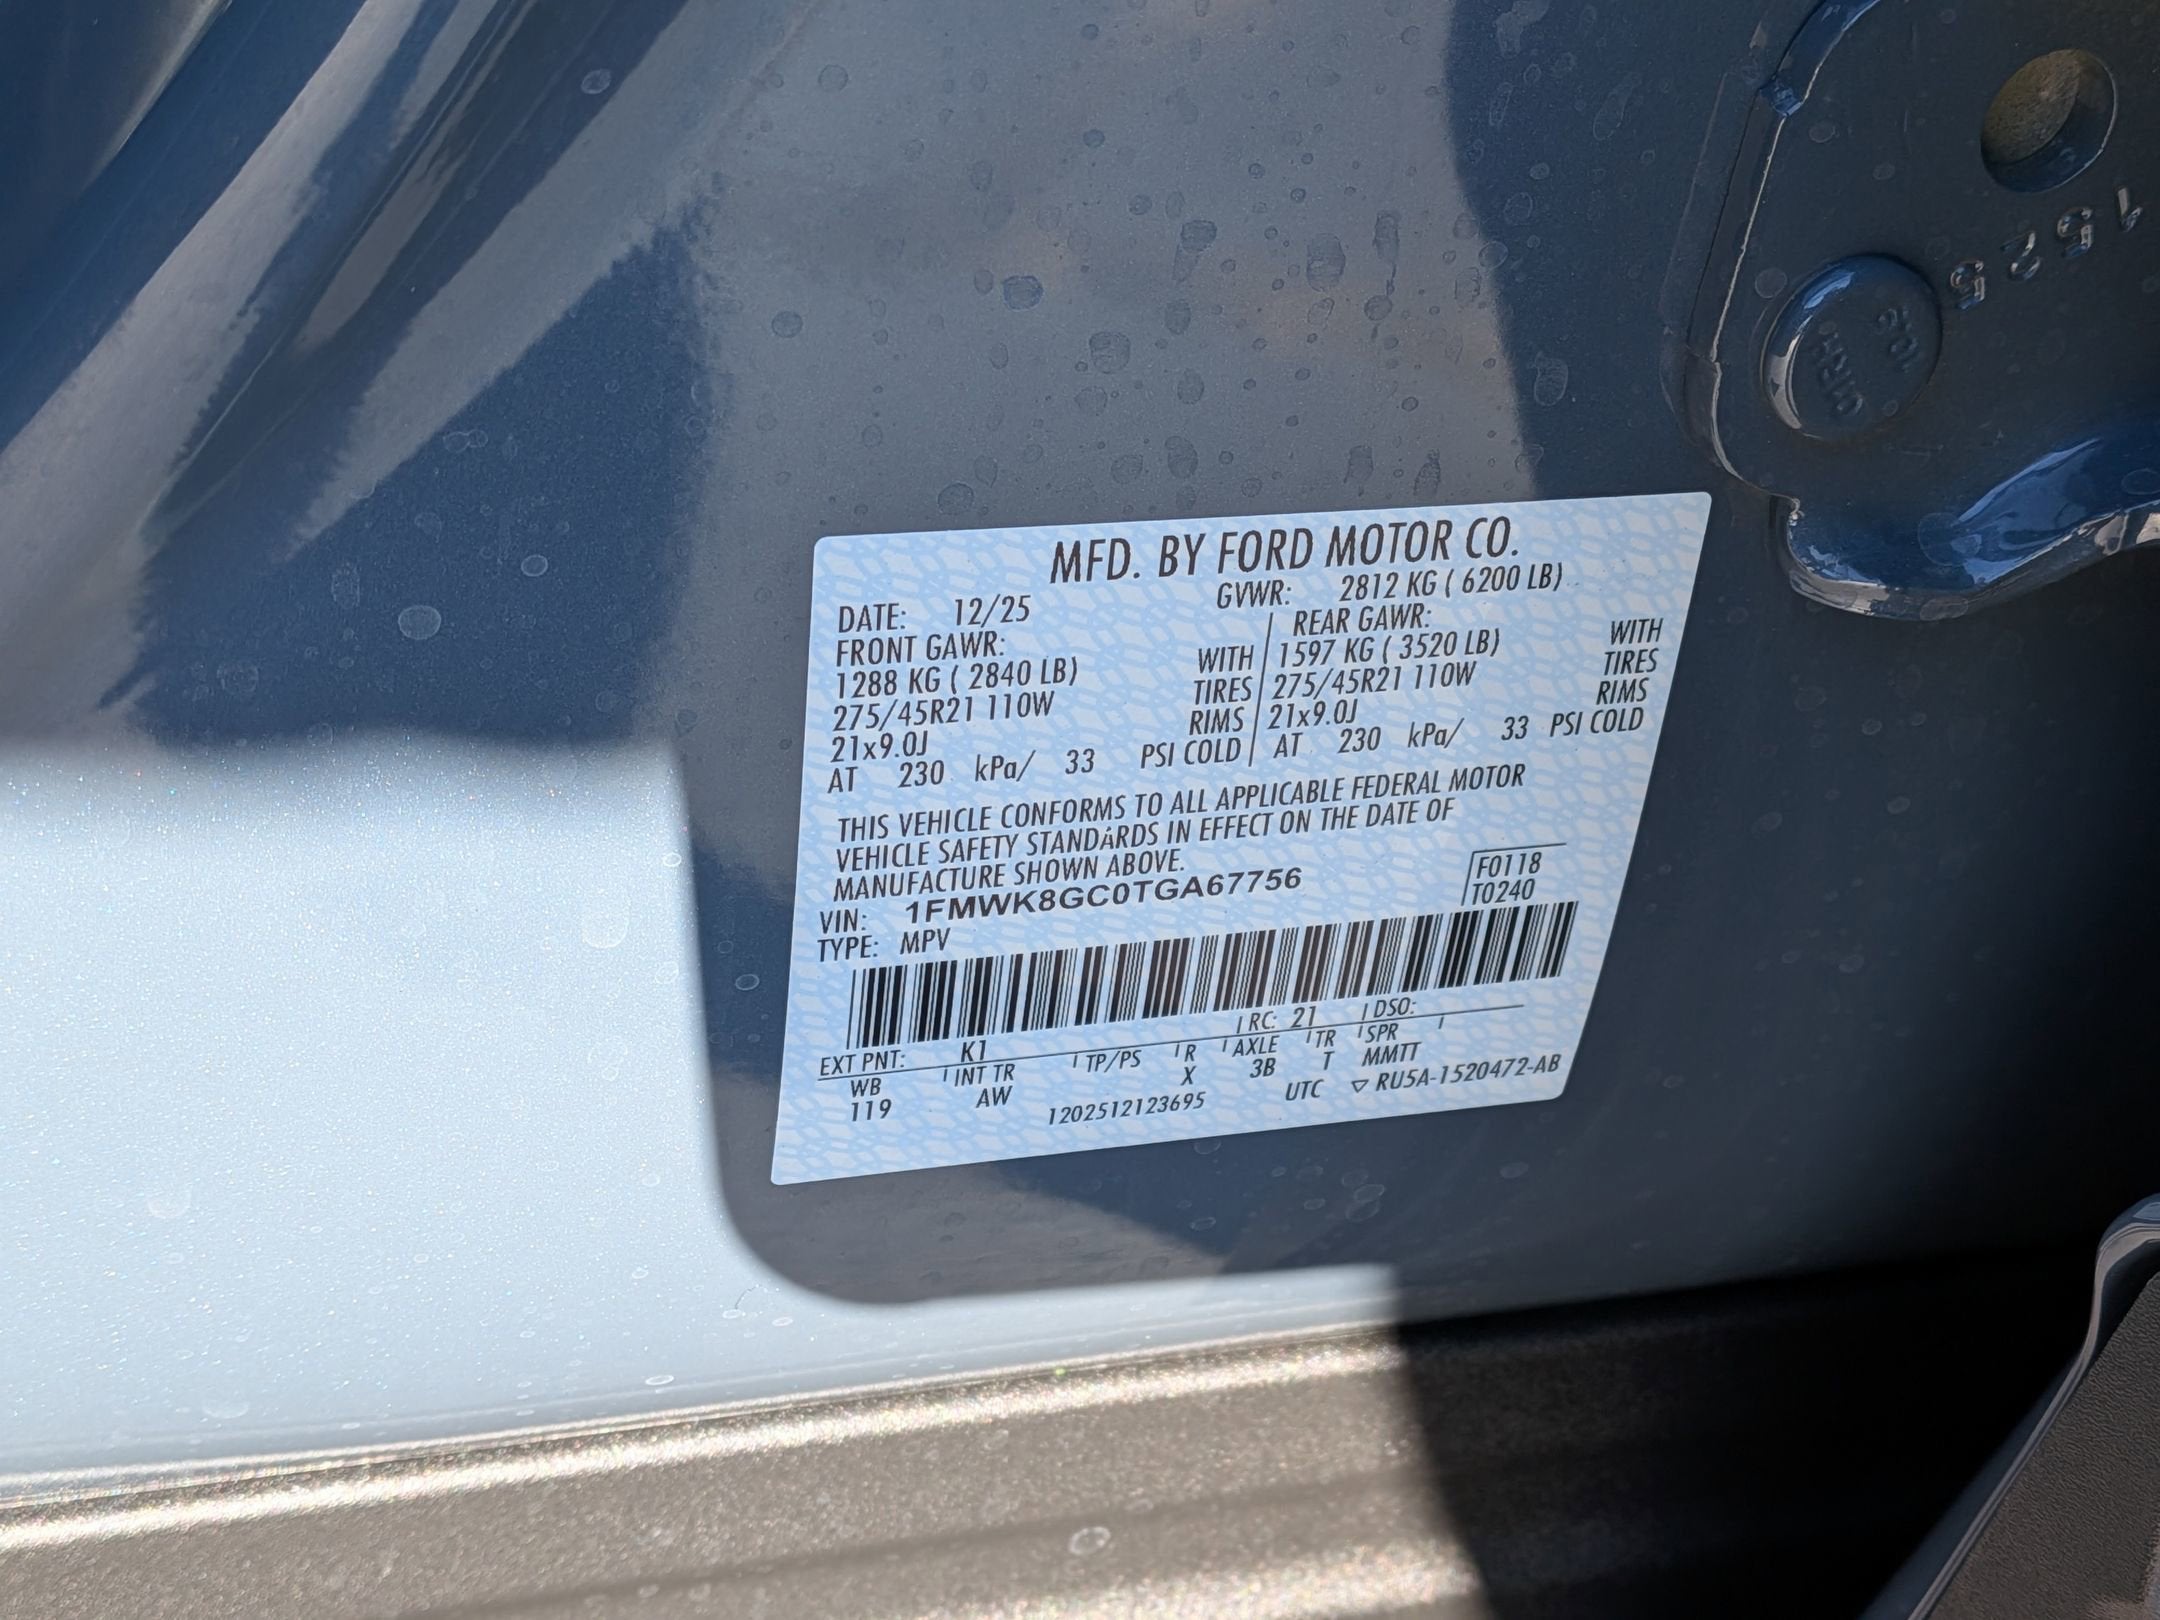 MFD. BY FORD MOTOR CO.
DATE: 12/25 GVWR: 2812 KG ( 6200 LB)
FRONT GAWR: REAR GAWR:
1288 KG ( 2840 LB) WITH 1597 KG ( 3520 LB) WITH
275/45R21 110W TIRES 275/45R21 110W TIRES
21x9.0J RIMS 21x9.0J RIMS
AT 230 kPa/ 33 PSI COLD AT 230 kPa/ 33 PSI COLD
THIS VEHICLE CONFORMS TO ALL APPLICABLE FEDERAL MOTOR
VEHICLE SAFETY STANDARDS IN EFFECT ON THE DATE OF
MANUFACTURE SHOWN ABOVE.
VIN: 1FMWK8GC0TGA67756 F0118
TYPE: MPV T0240
EXT PNT: K1 RC: 21 DSO:
WB INT TR TP/PS R AXLE TR SPR
119 AW X 3B T MMTT
1202512123695 UTC ▽ RU5A-1520472-AB
1525